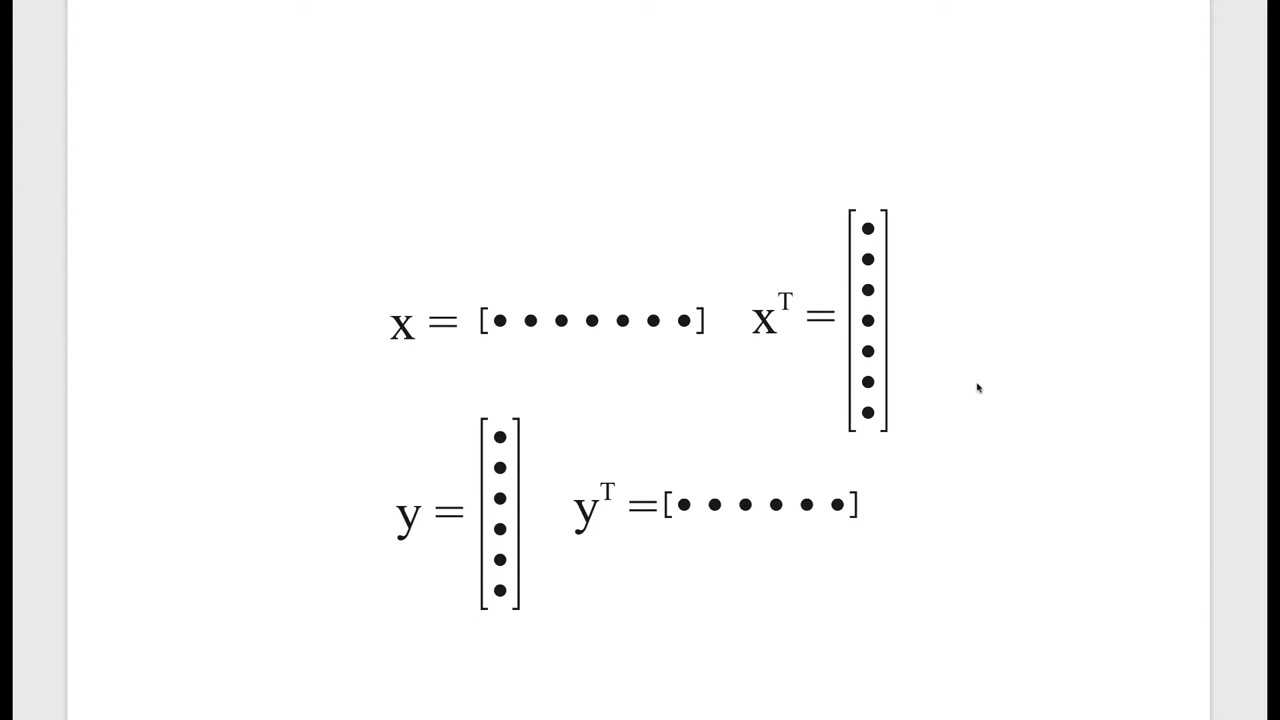 x = [• • • • • • •] xᵀ = [• • • • • • •]
y = [• • • • • •] yᵀ =[• • • • • •]